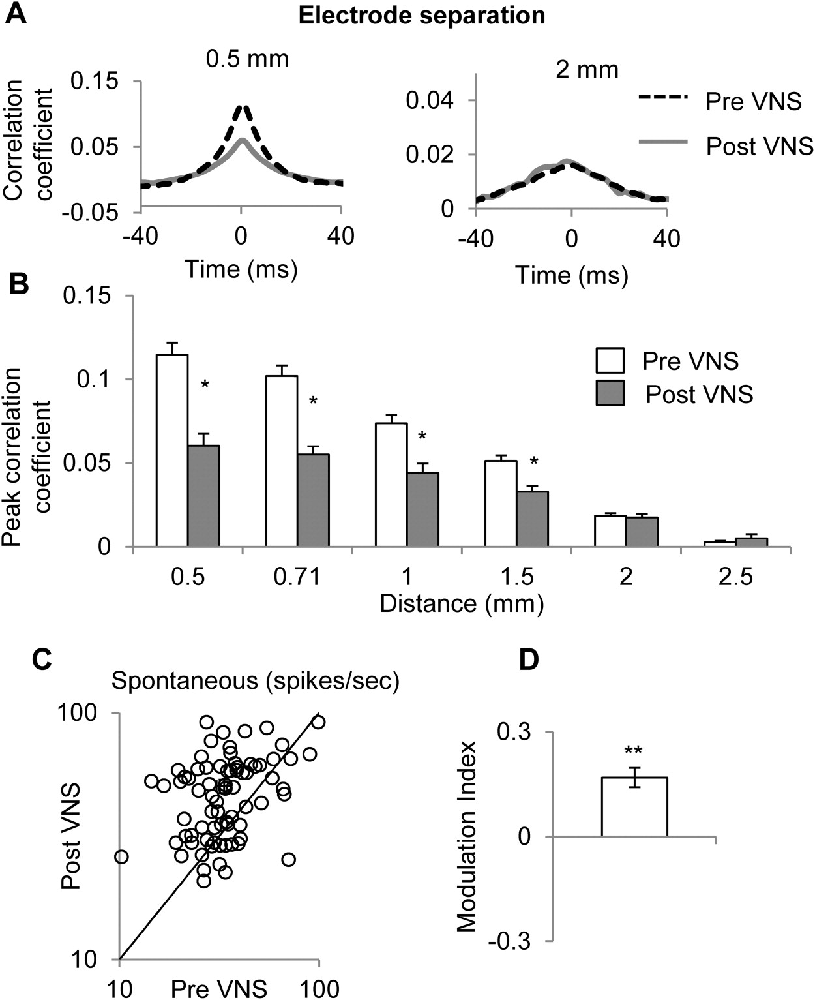 A
Electrode separation
0.5 mm
2 mm
Correlation
coefficient
0.15
0.05
-0.05
-40
0
40
Time (ms)
0.04
0.02
0
-40
0
40
Time (ms)
Pre VNS
Post VNS
B
Peak correlation
coefficient
0.15
0.1
0.05
0
*
*
*
*
Pre VNS
Post VNS
0.5
0.71
1
1.5
2
2.5
Distance (mm)
C
Spontaneous (spikes/sec)
Post VNS
100
10
10
Pre VNS
100
D
Modulation Index
0.3
0
-0.3
**